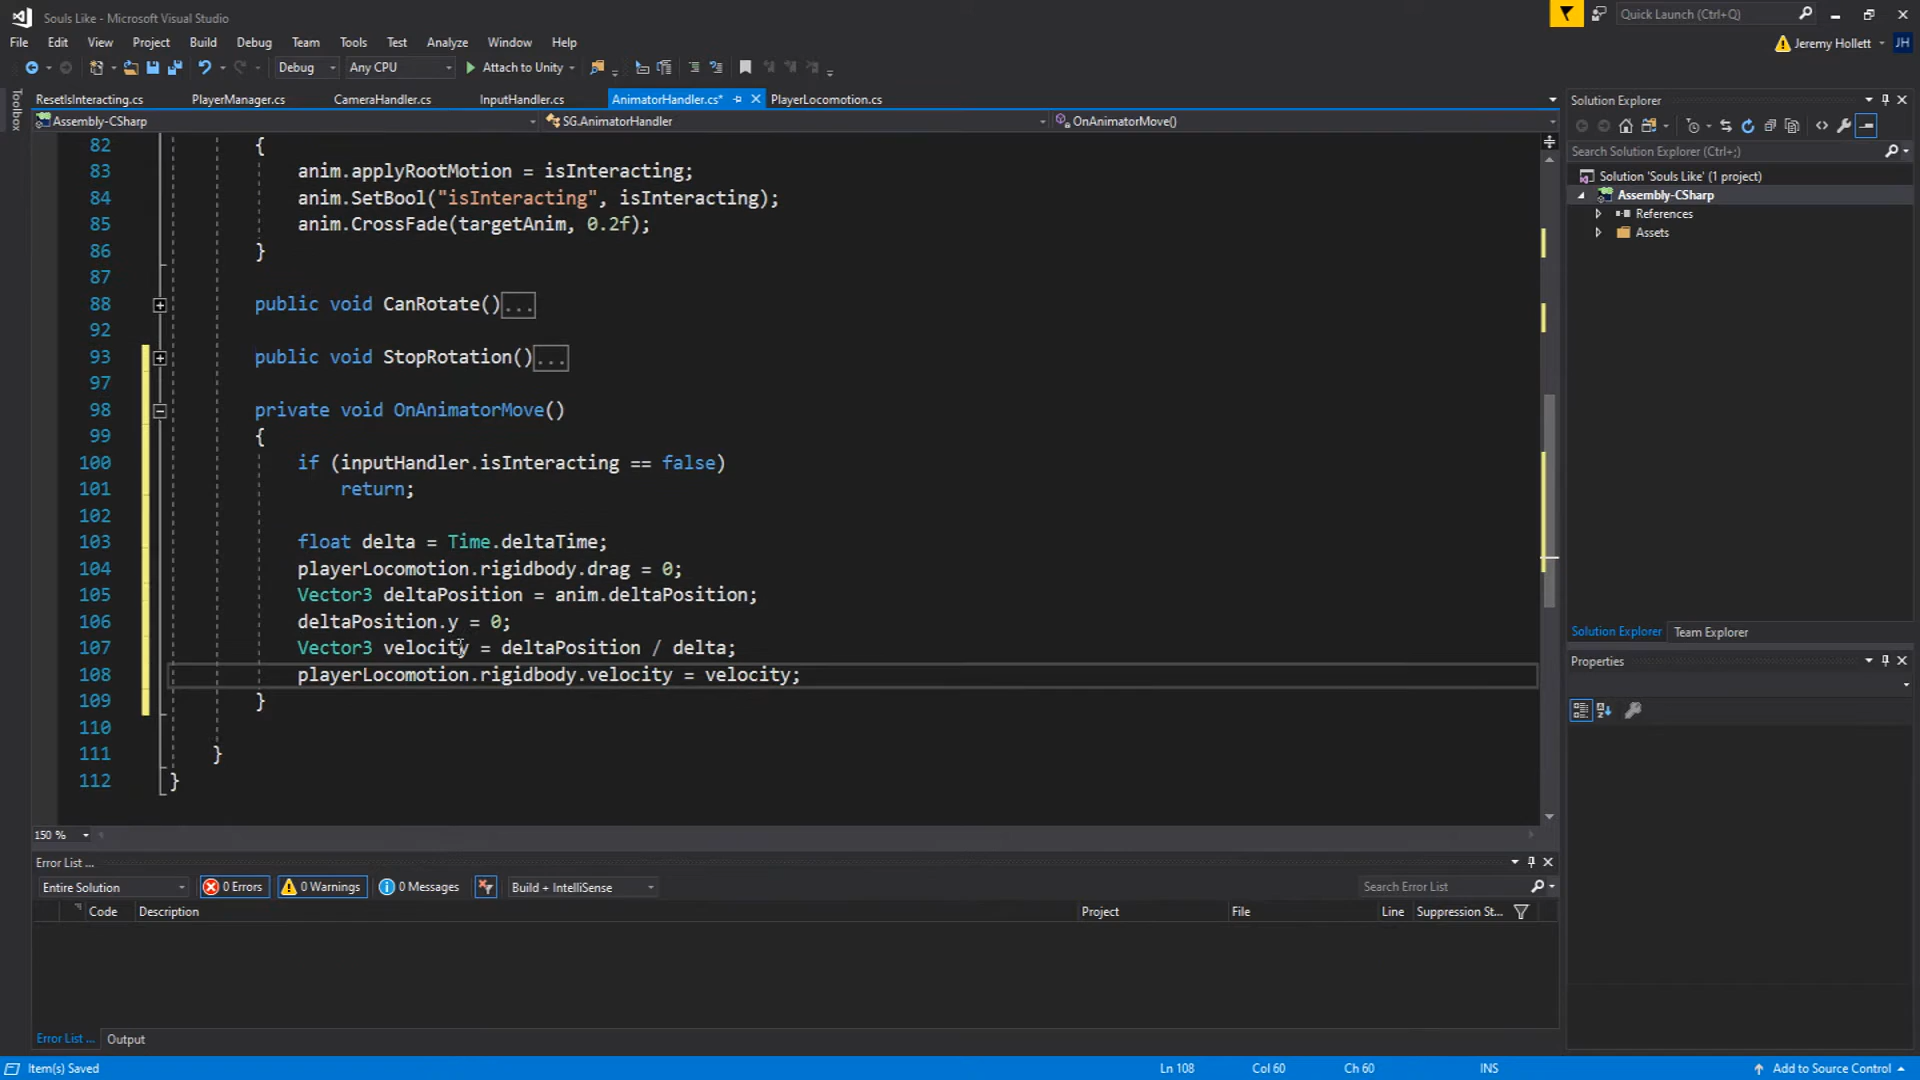 Souls Like - Microsoft Visual Studio
Quick Launch (Ctrl+Q)
File Edit View Project Build Debug Team Tools Test Analyze Window Help
Jeremy Hollett JH
Debug Any CPU Attach to Unity
Toolbox
ResetIsInteracting.cs PlayerManager.cs CameraHandler.cs InputHandler.cs AnimatorHandler.cs* PlayerLocomotion.cs
Assembly-CSharp SG.AnimatorHandler OnAnimatorMove()
82 {
83 anim.applyRootMotion = isInteracting;
84 anim.SetBool("isInteracting", isInteracting);
85 anim.CrossFade(targetAnim, 0.2f);
86 }
87
88 public void CanRotate()...
92
93 public void StopRotation()...
97
98 private void OnAnimatorMove()
99 {
100 if (inputHandler.isInteracting == false)
101 return;
102
103 float delta = Time.deltaTime;
104 playerLocomotion.rigidbody.drag = 0;
105 Vector3 deltaPosition = anim.deltaPosition;
106 deltaPosition.y = 0;
107 Vector3 velocity = deltaPosition / delta;
108 playerLocomotion.rigidbody.velocity = velocity;
109 }
110
111 }
112 }
150 %
Solution Explorer
Search Solution Explorer (Ctrl+;)
Solution 'Souls Like' (1 project)
Assembly-CSharp
References
Assets
Solution Explorer Team Explorer
Properties
Error List ...
Entire Solution 0 Errors 0 Warnings 0 Messages Build + IntelliSense Search Error List
Code Description Project File Line Suppression St...
Error List ... Output
Item(s) Saved Ln 108 Col 60 Ch 60 INS Add to Source Control